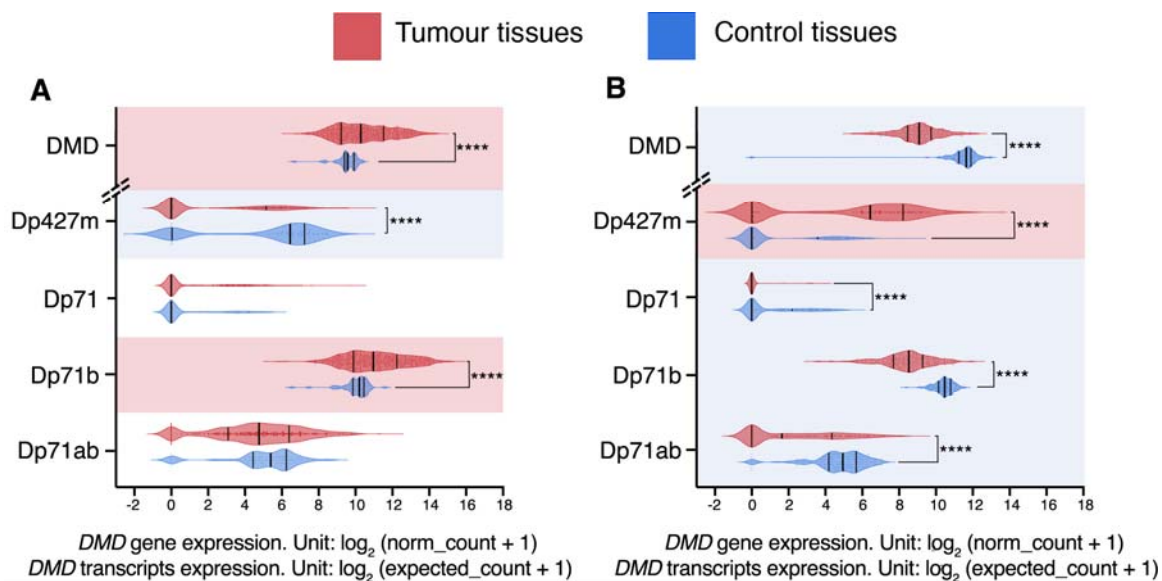 Tumour tissues Control tissues
A B
DMD **** DMD ****
Dp427m **** Dp427m ****
Dp71 Dp71 ****
Dp71b **** Dp71b ****
Dp71ab Dp71ab ****
-2 0 2 4 6 8 10 12 14 16 18 -2 0 2 4 6 8 10 12 14 16 18
DMD gene expression. Unit: log₂ (norm_count + 1) DMD gene expression. Unit: log₂ (norm_count + 1)
DMD transcripts expression. Unit: log₂ (expected_count + 1) DMD transcripts expression. Unit: log₂ (expected_count + 1)